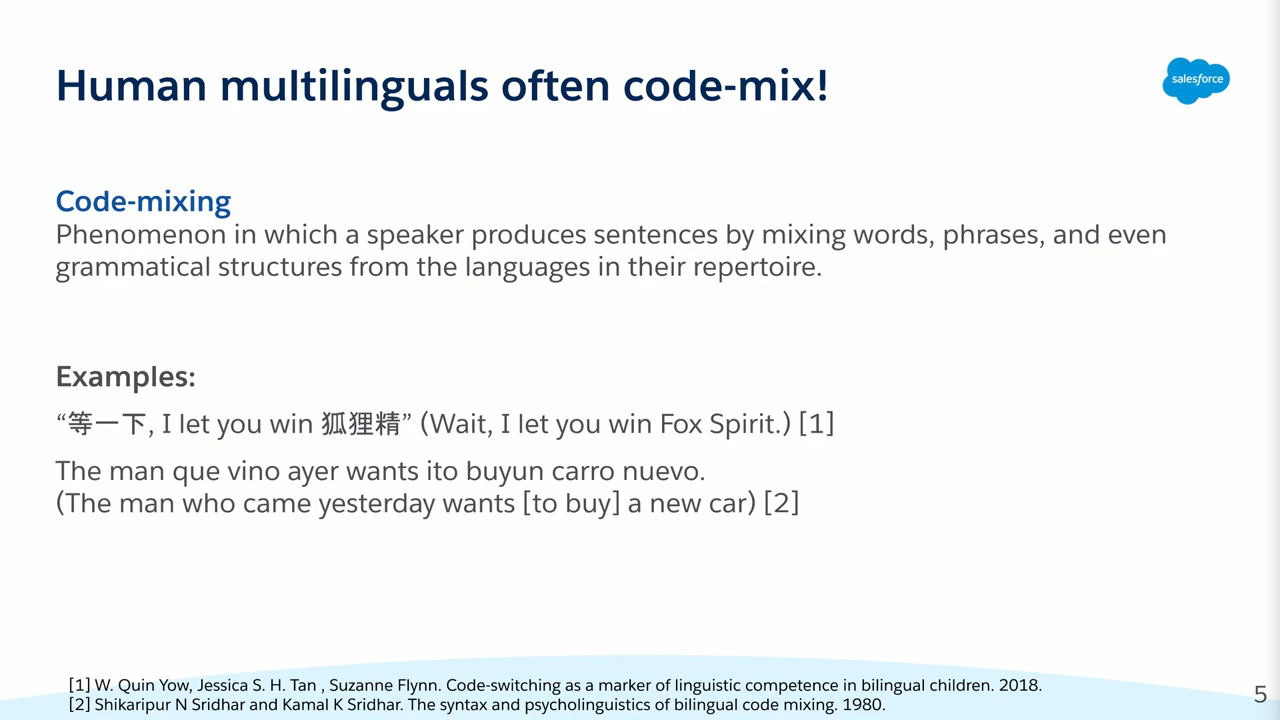 Human multilinguals often code-mix!
salesforce
Code-mixing
Phenomenon in which a speaker produces sentences by mixing words, phrases, and even
grammatical structures from the languages in their repertoire.
Examples:
“等一下, I let you win 狐狸精” (Wait, I let you win Fox Spirit.) [1]
The man que vino ayer wants ito buyun carro nuevo.
(The man who came yesterday wants [to buy] a new car) [2]
[1] W. Quin Yow, Jessica S. H. Tan , Suzanne Flynn. Code-switching as a marker of linguistic competence in bilingual children. 2018.
[2] Shikaripur N Sridhar and Kamal K Sridhar. The syntax and psycholinguistics of bilingual code mixing. 1980.
5